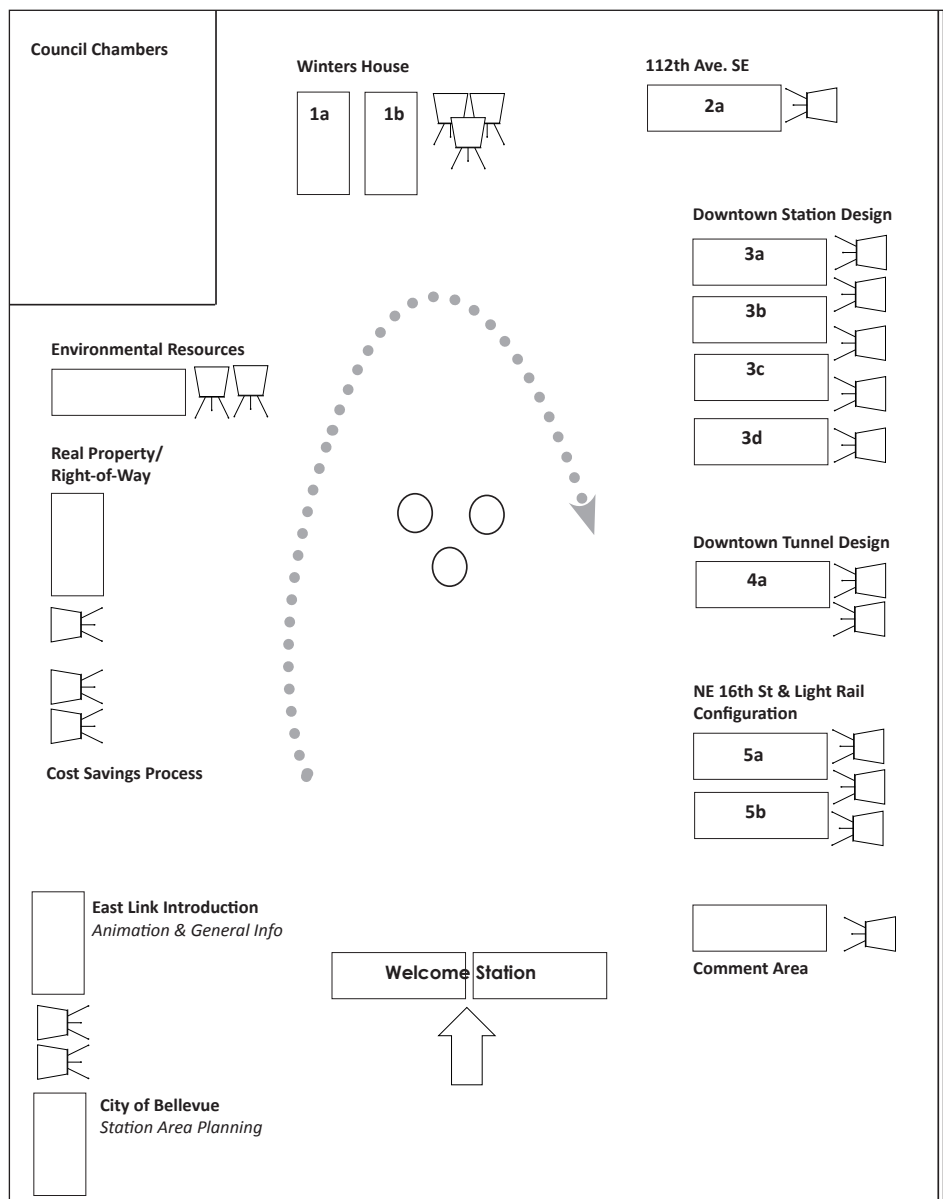 Council Chambers
Winters House
1a
1b
112th Ave. SE
2a
Downtown Station Design
3a
3b
3c
3d
Environmental Resources
Real Property/
Right-of-Way
Downtown Tunnel Design
4a
NE 16th St & Light Rail
Configuration
5a
5b
Cost Savings Process
East Link Introduction
Animation & General Info
Welcome Station
Comment Area
City of Bellevue
Station Area Planning